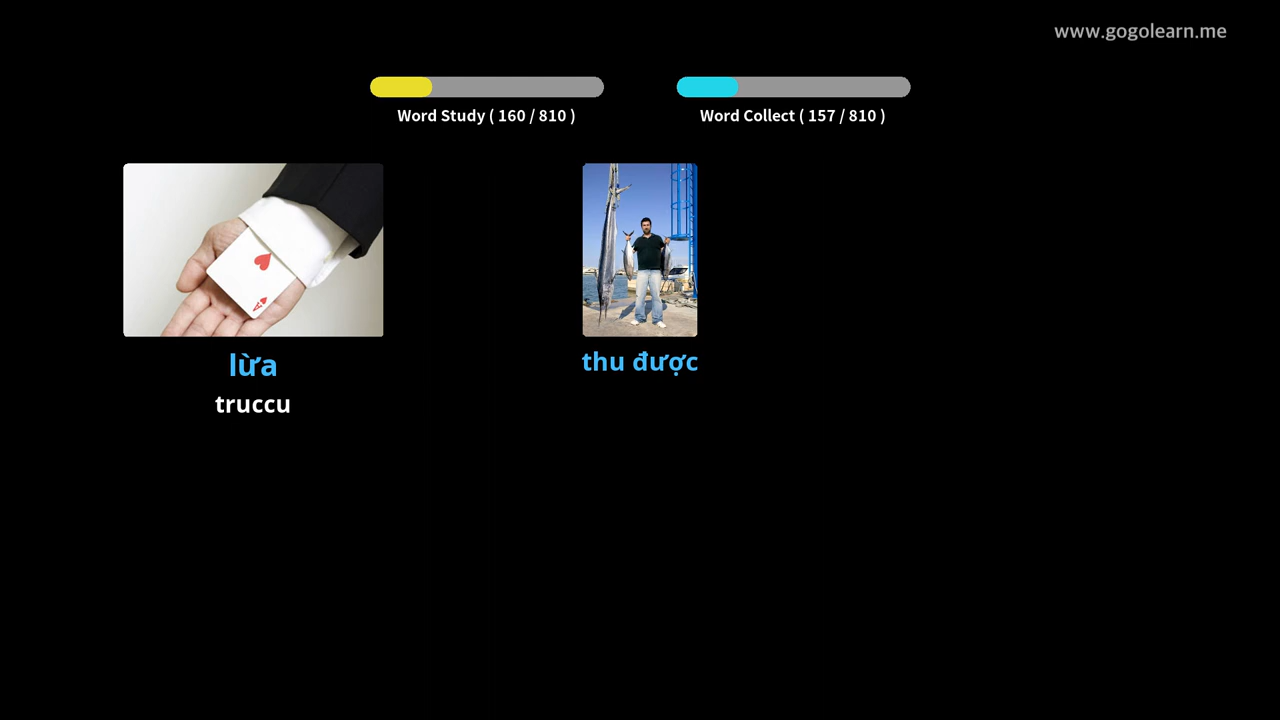 www.gogolearn.me
Word Study ( 160 / 810 )
Word Collect ( 157 / 810 )
lừa
truccu
thu được